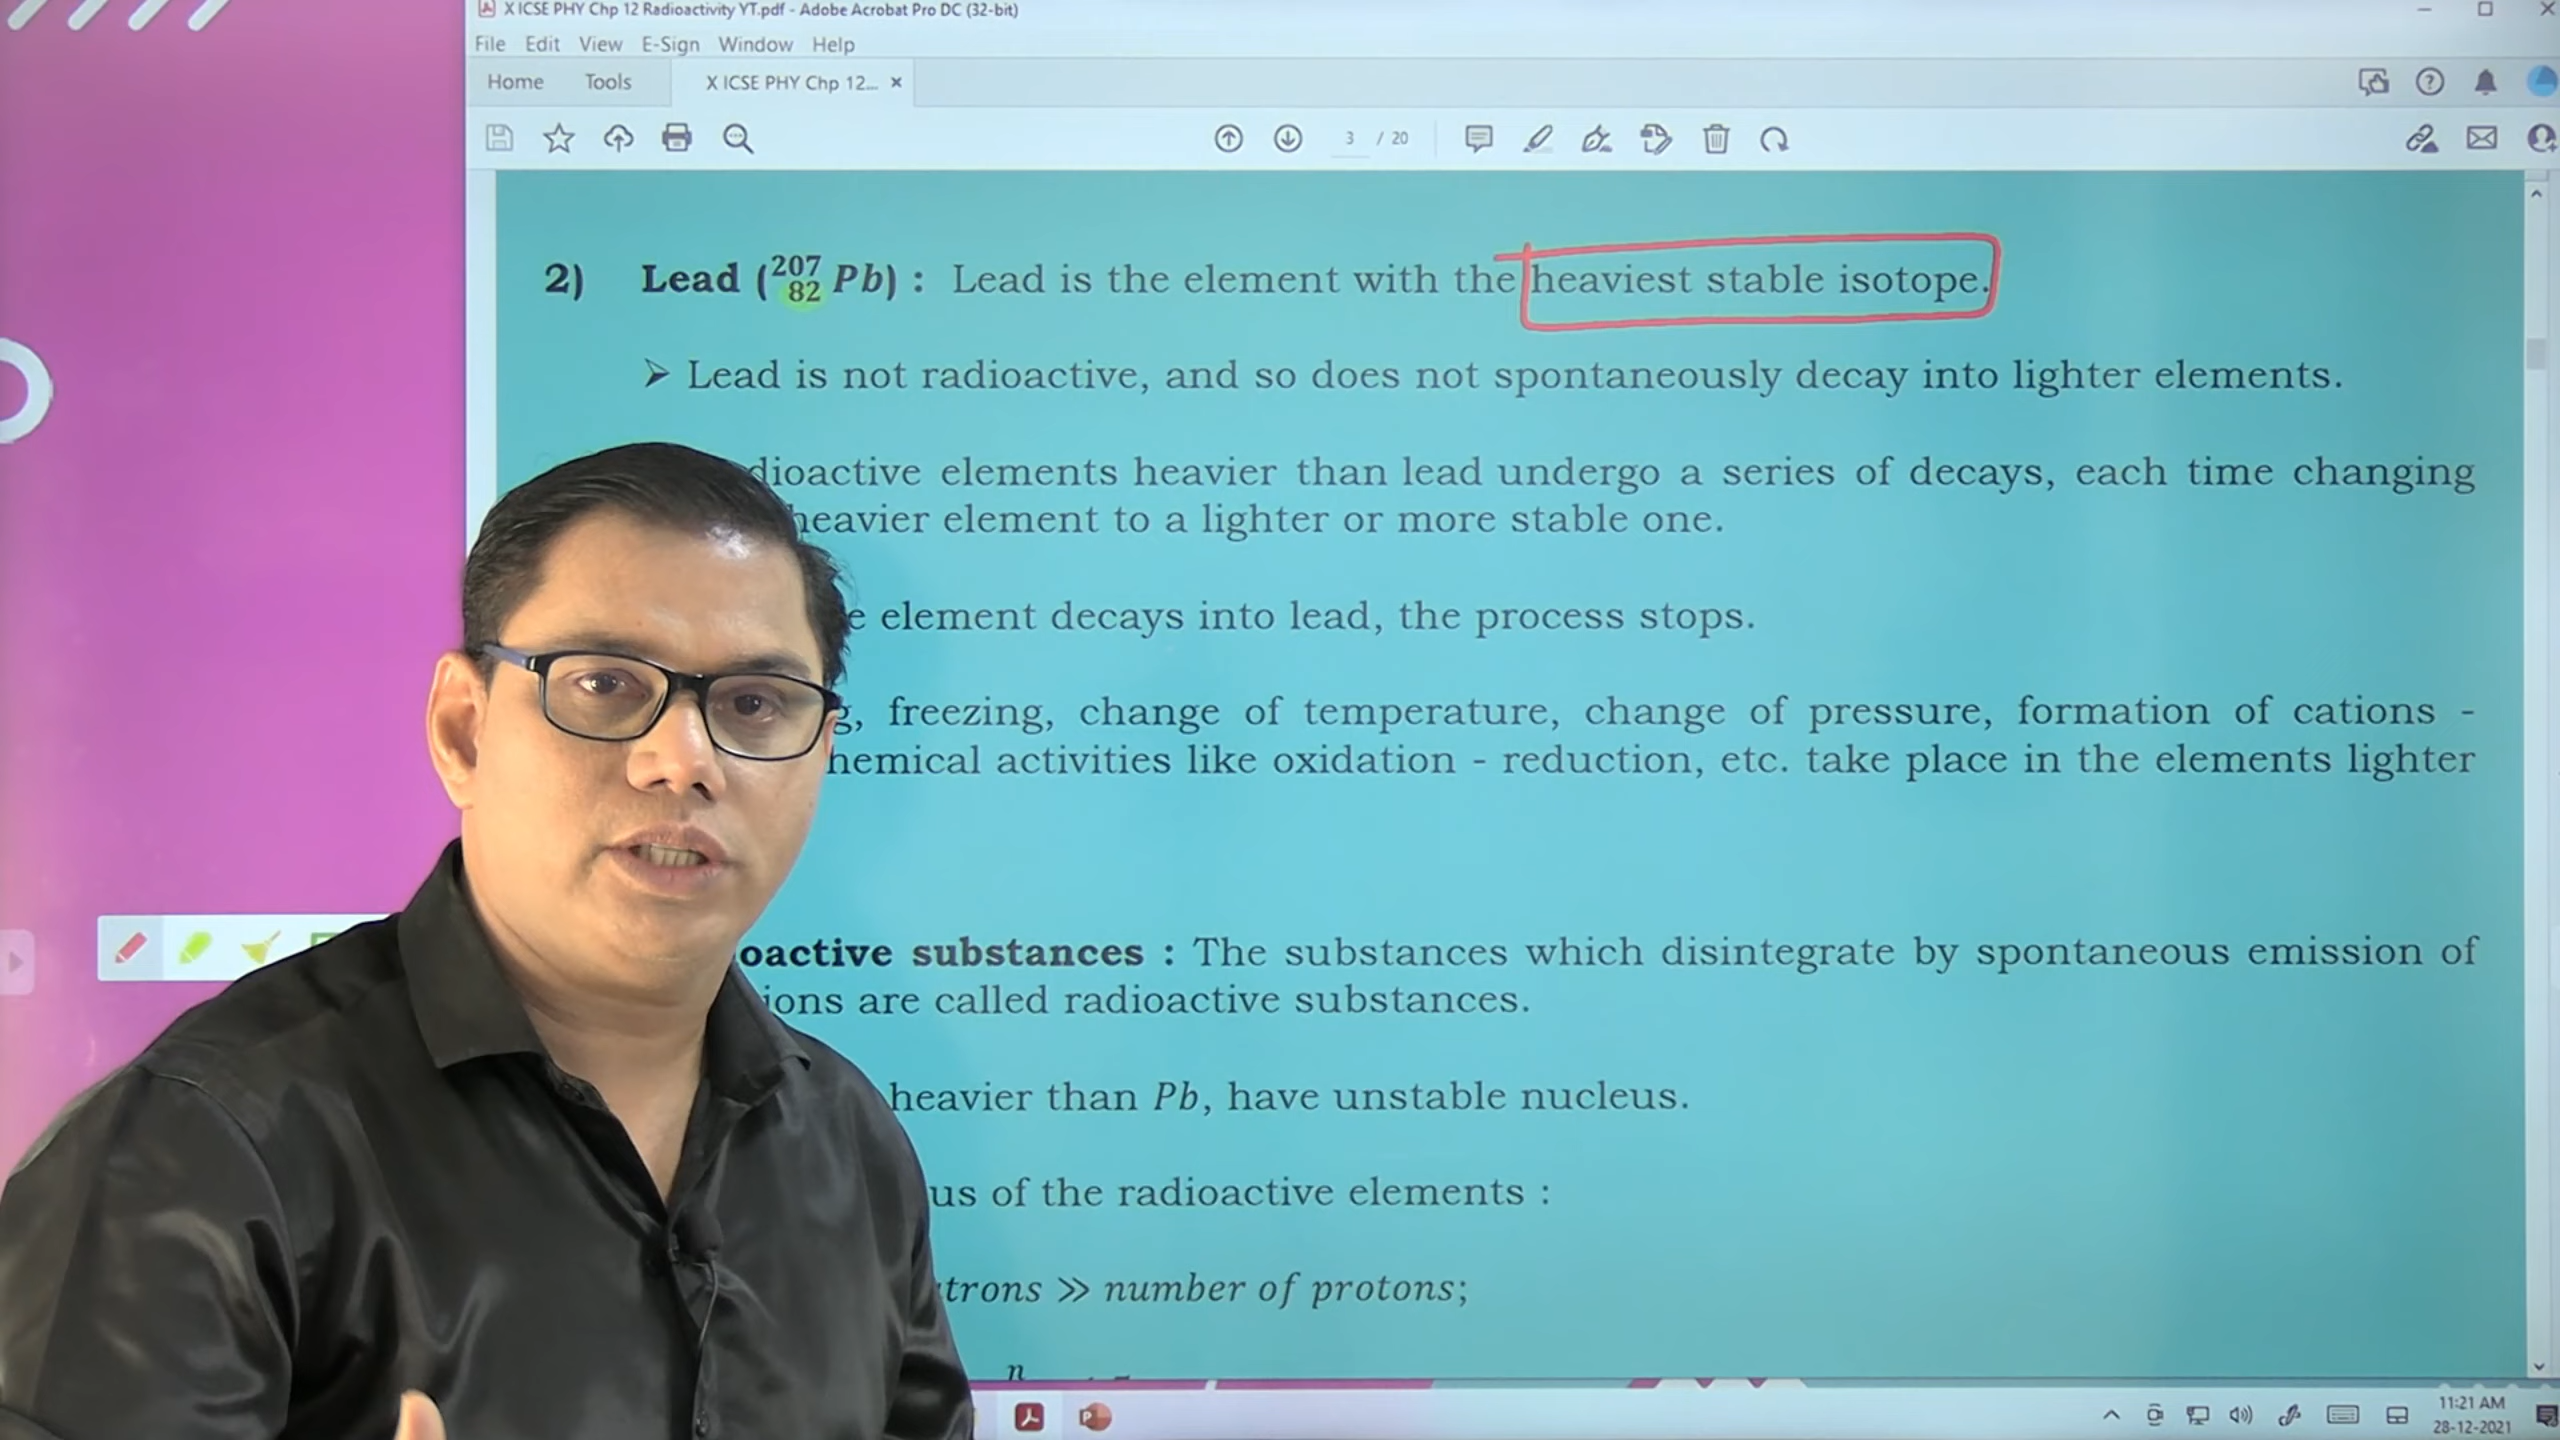 X ICSE PHY Chp 12 Radioactivity YT.pdf - Adobe Acrobat Pro DC (32-bit)
File Edit View E-Sign Window Help
Home Tools X ICSE PHY Chp 12... ×
3 / 20
2) Lead (²⁰⁷₈₂ Pb) : Lead is the element with the heaviest stable isotope.
➤ Lead is not radioactive, and so does not spontaneously decay into lighter elements.
dioactive elements heavier than lead undergo a series of decays, each time changing
heavier element to a lighter or more stable one.
e element decays into lead, the process stops.
g, freezing, change of temperature, change of pressure, formation of cations -
hemical activities like oxidation - reduction, etc. take place in the elements lighter
oactive substances : The substances which disintegrate by spontaneous emission of
ions are called radioactive substances.
heavier than Pb, have unstable nucleus.
us of the radioactive elements :
trons ≫ number of protons;
n
11:21 AM
28-12-2021